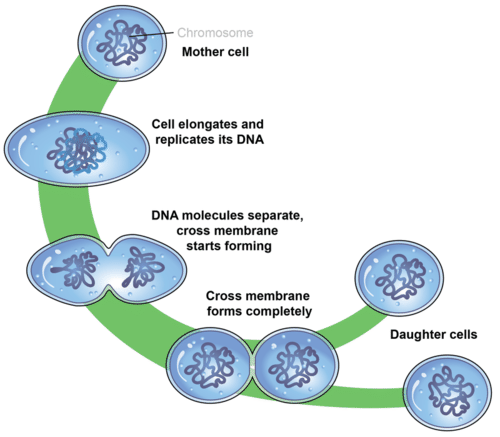 Chromosome
Mother cell
Cell elongates and
replicates its DNA
DNA molecules separate,
cross membrane
starts forming
Cross membrane
forms completely
Daughter cells